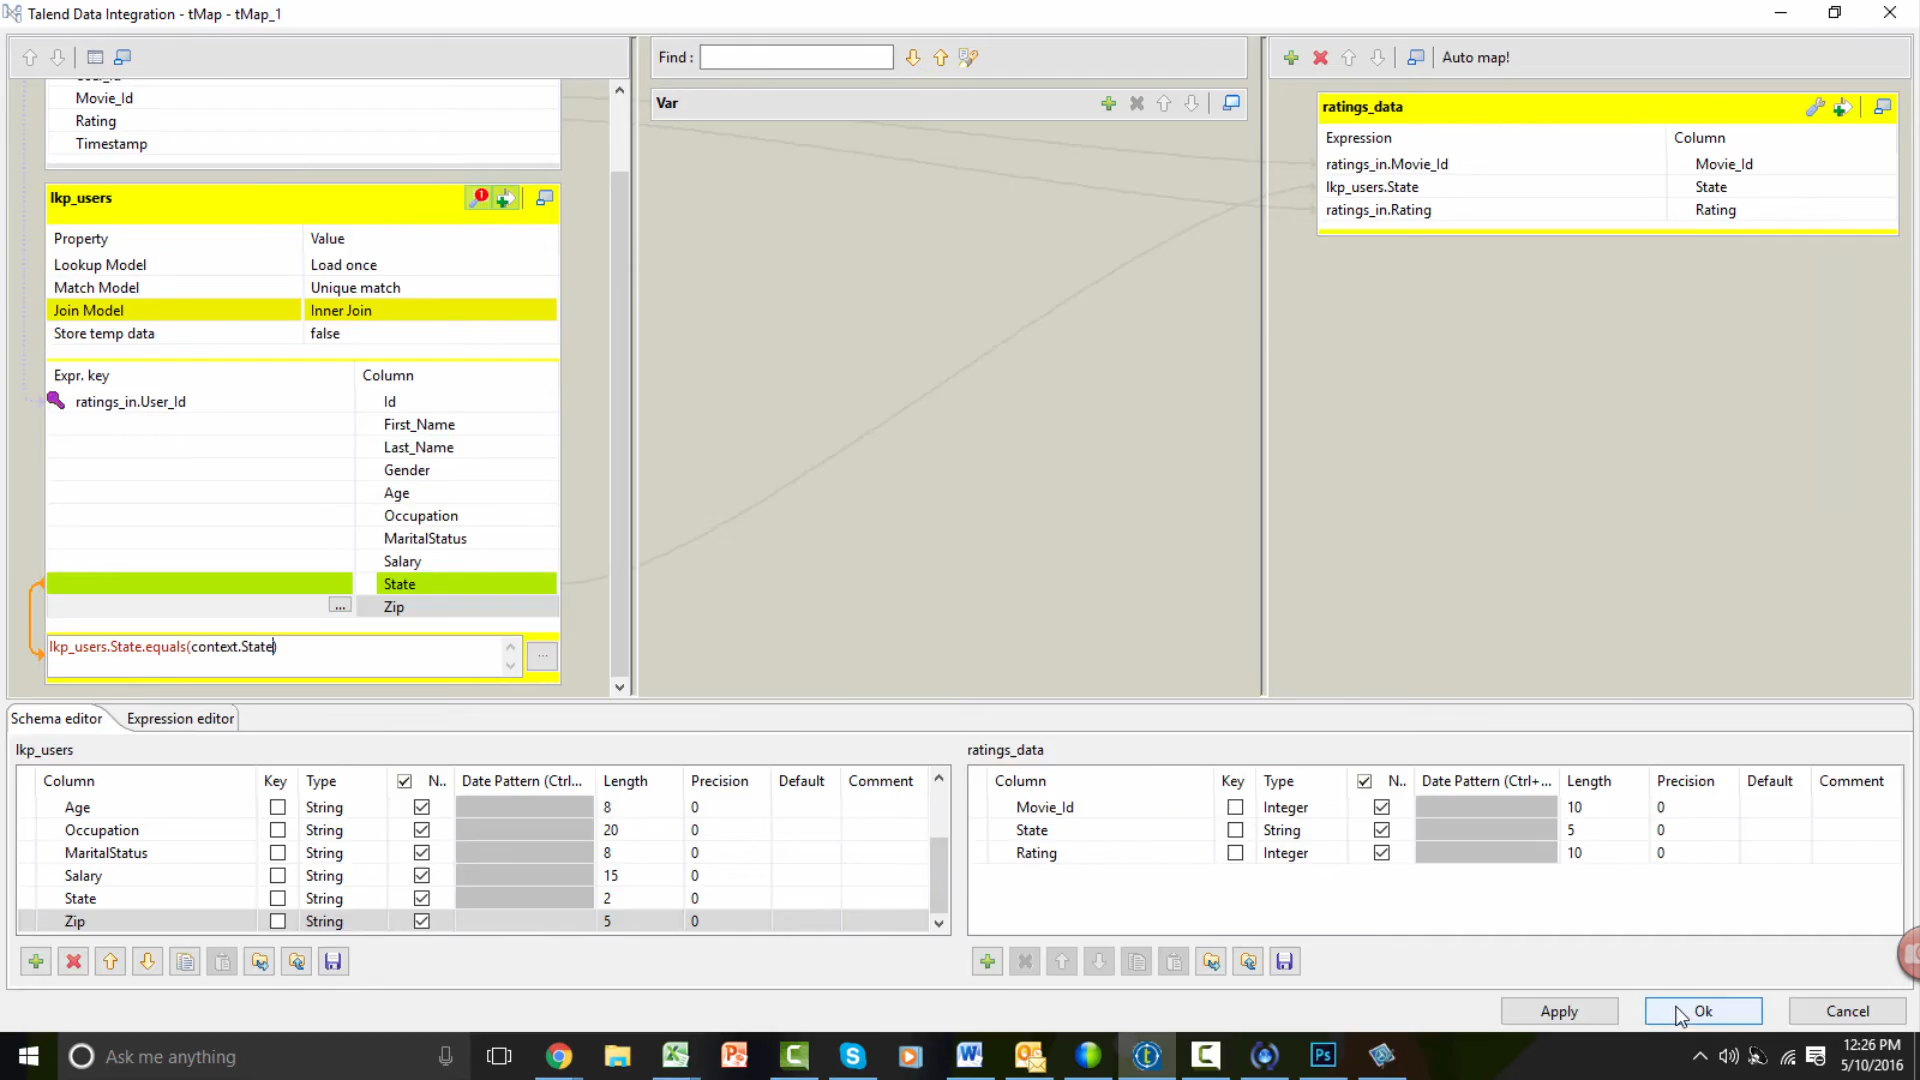 Talend Data Integration - tMap - tMap_1
Find :
Auto map!
Movie_Id
Rating
Timestamp
Var
ratings_data
Expression Column
ratings_in.Movie_Id Movie_Id
lkp_users.State State
ratings_in.Rating Rating
lkp_users
Property Value
Lookup Model Load once
Match Model Unique match
Join Model Inner Join
Store temp data false
Expr. key Column
ratings_in.User_Id Id
First_Name
Last_Name
Gender
Age
Occupation
MaritalStatus
Salary
State
... Zip
lkp_users.State.equals(context.State)
...
Schema editor Expression editor
lkp_users
Column Key Type N.. Date Pattern (Ctrl... Length Precision Default Comment
Age String 8 0
Occupation String 20 0
MaritalStatus String 8 0
Salary String 15 0
State String 2 0
Zip String 5 0
ratings_data
Column Key Type N.. Date Pattern (Ctrl+... Length Precision Default Comment
Movie_Id Integer 10 0
State String 5 0
Rating Integer 10 0
Apply Ok Cancel
Ask me anything
12:26 PM
5/10/2016